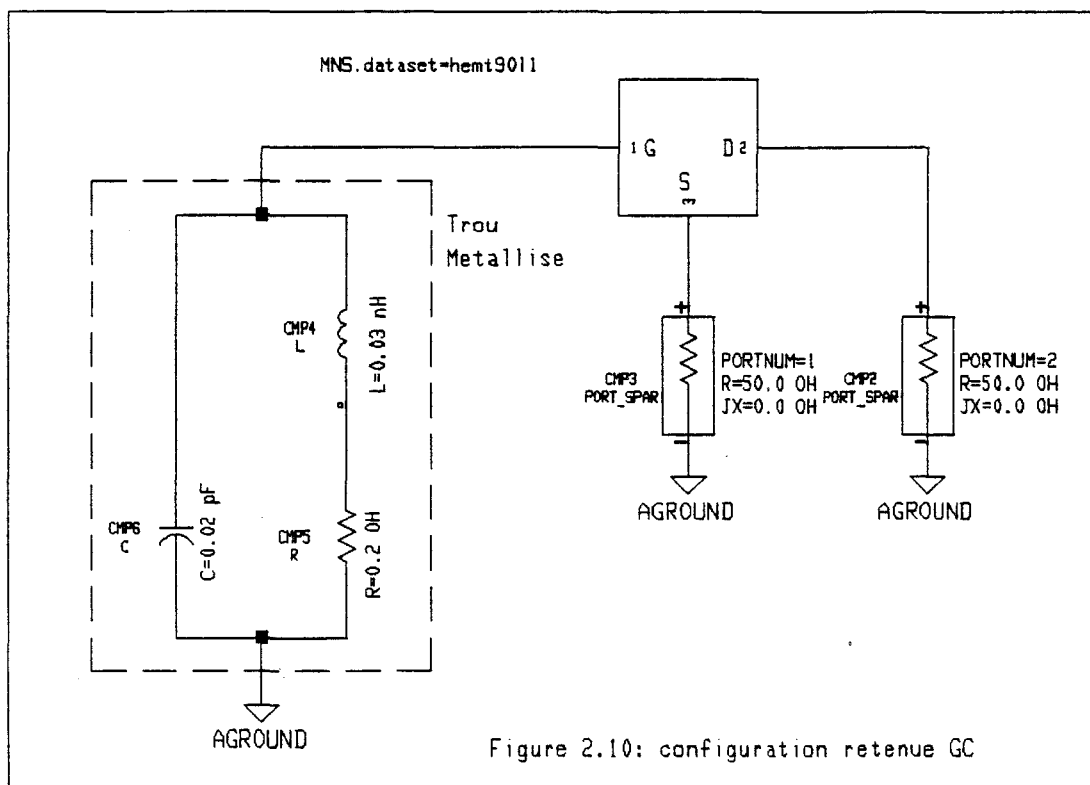 MNS.dataset=hemt9011
1 G
D 2
S
3
Trou
Metallise
CMP4
L
L=0.03 nH
CMP6
C
C=0.02 pF
CMP5
R
R=0.2 OH
AGROUND
+
CMP3
PORT_SPAR
PORTNUM=1
R=50.0 OH
JX=0.0 OH
-
AGROUND
+
CMP2
PORT_SPAR
PORTNUM=2
R=50.0 OH
JX=0.0 OH
-
AGROUND
Figure 2.10: configuration retenue GC